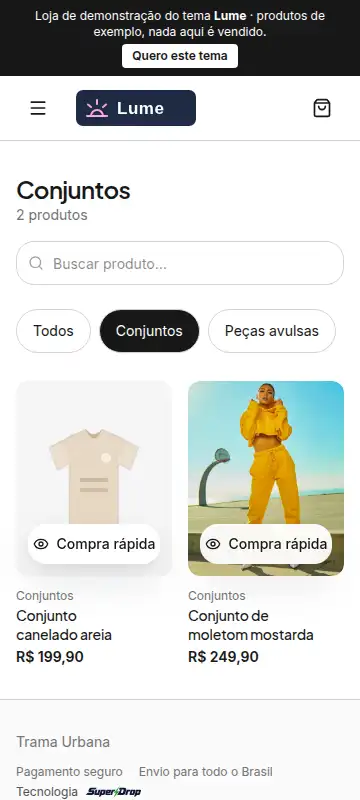 Loja de demonstração do tema Lume · produtos de
exemplo, nada aqui é vendido.
Quero este tema
Lume
Conjuntos
2 produtos
Buscar produto...
Todos
Conjuntos
Peças avulsas
Compra rápida
Compra rápida
Conjuntos
Conjunto
canelado areia
R$ 199,90
Conjuntos
Conjunto de
moletom mostarda
R$ 249,90
Trama Urbana
Pagamento seguro
Envio para todo o Brasil
Tecnologia SuperDrop